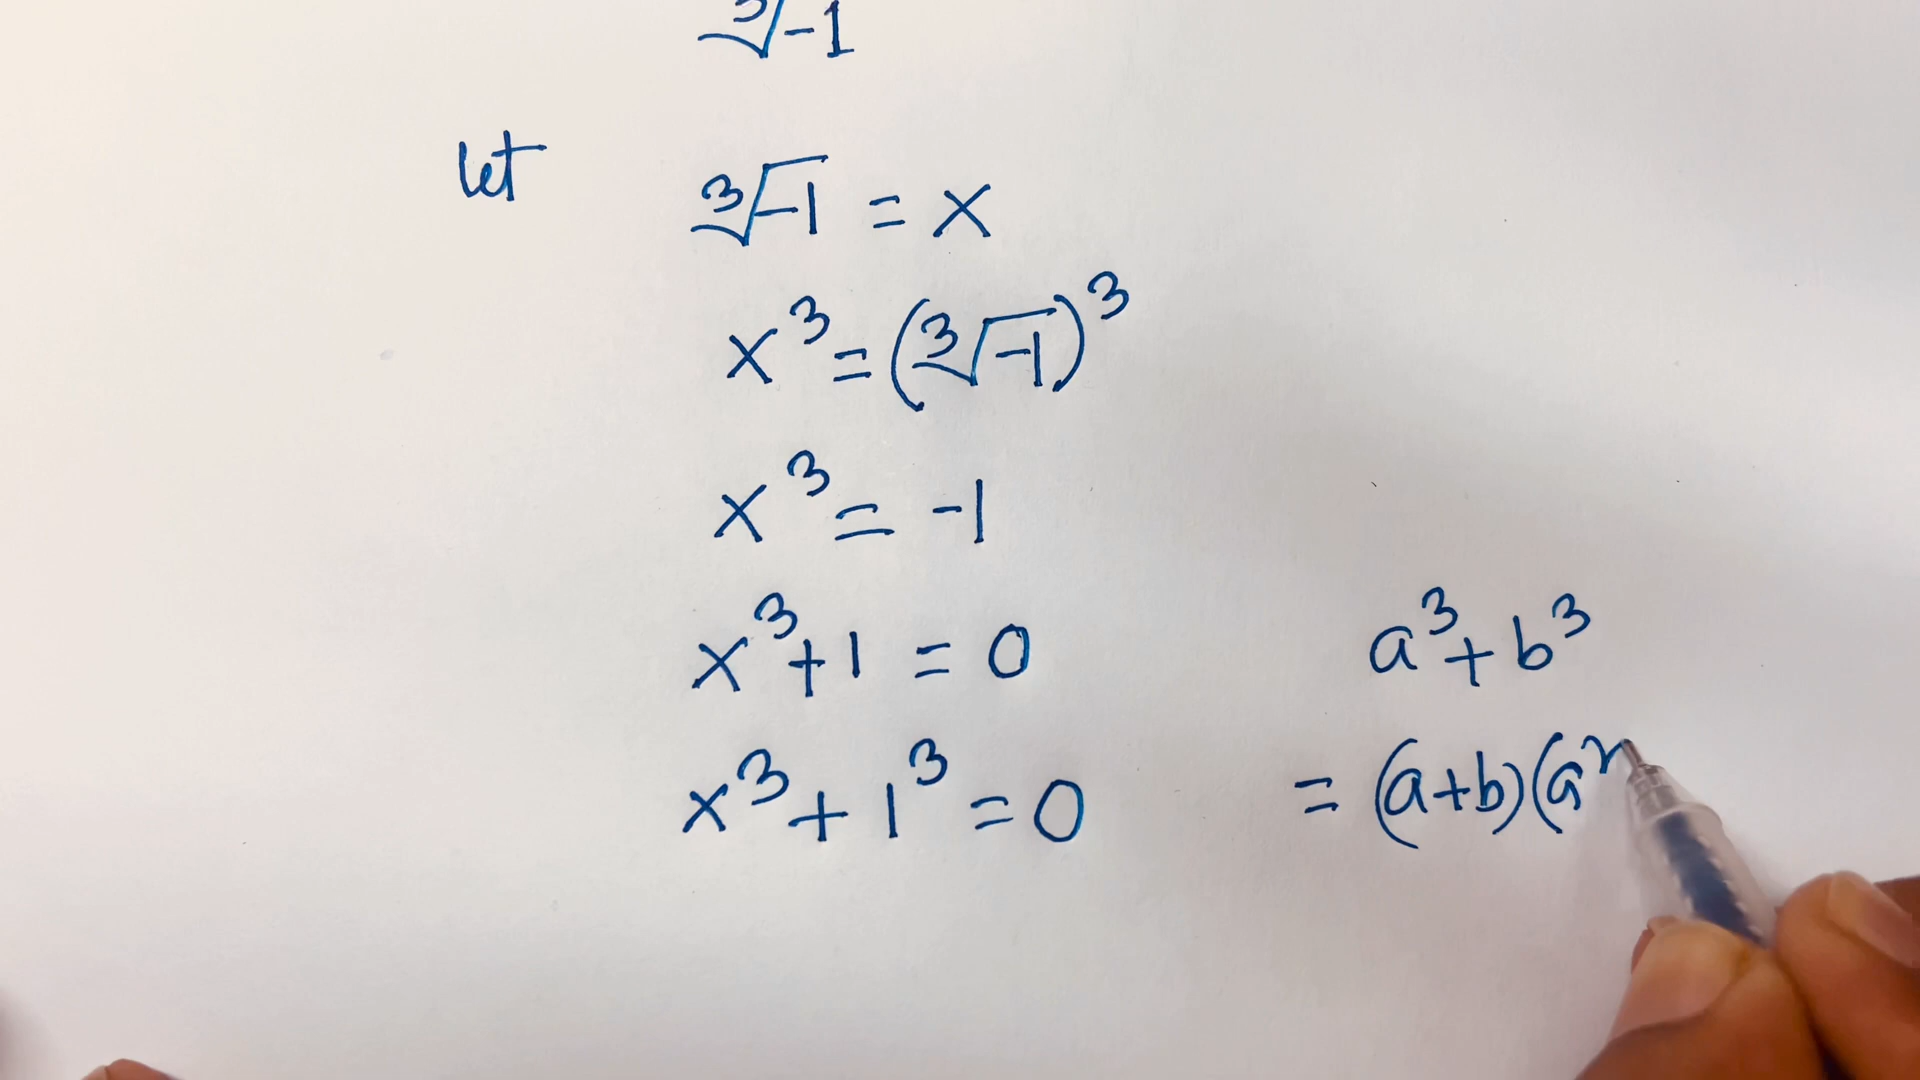 ∛-1
let ∛-1 = x
x³ = (∛-1)³
x³ = -1
x³+1 = 0
a³+b³
x³+1³ = 0
= (a+b)(a²